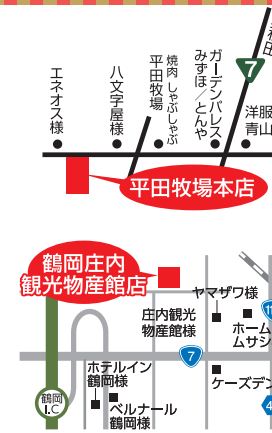 7
エネオス様
八文字屋様
焼肉 しゃぶしゃぶ
平田牧場
ガーデンパレス
みずほ／とんや
洋服
青山
平田牧場本店
鶴岡庄内
観光物産館店
ヤマザワ様
庄内観光
物産館様
ホーム
ムサシ
7
ホテルイン
鶴岡様
ケーズデン
鶴岡
I.C
ベルナール
鶴岡様
4